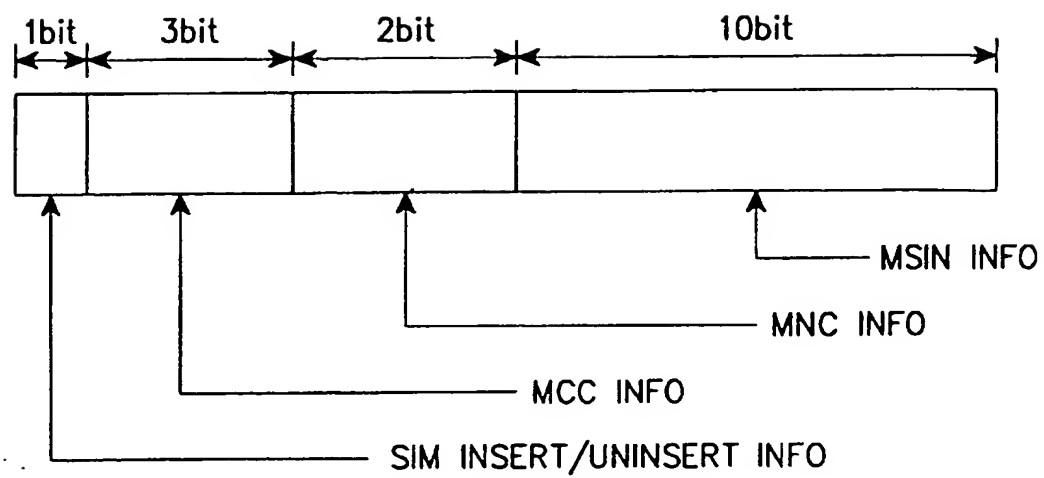 1bit 3bit 2bit 10bit
MSIN INFO
MNC INFO
MCC INFO
SIM INSERT/UNINSERT INFO